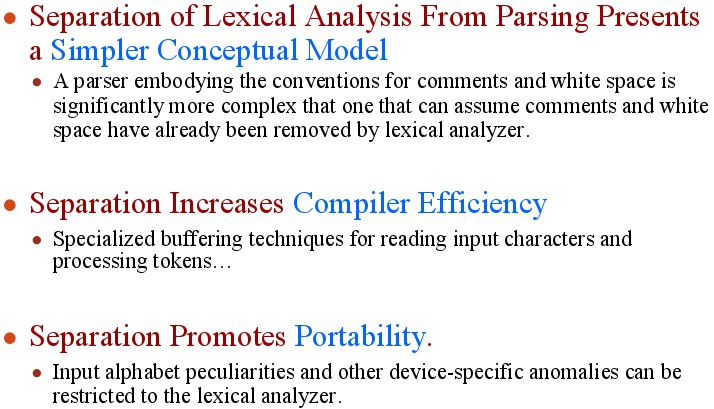 • Separation of Lexical Analysis From Parsing Presents
a Simpler Conceptual Model
• A parser embodying the conventions for comments and white space is
significantly more complex that one that can assume comments and white
space have already been removed by lexical analyzer.
• Separation Increases Compiler Efficiency
• Specialized buffering techniques for reading input characters and
processing tokens…
• Separation Promotes Portability.
• Input alphabet peculiarities and other device-specific anomalies can be
restricted to the lexical analyzer.